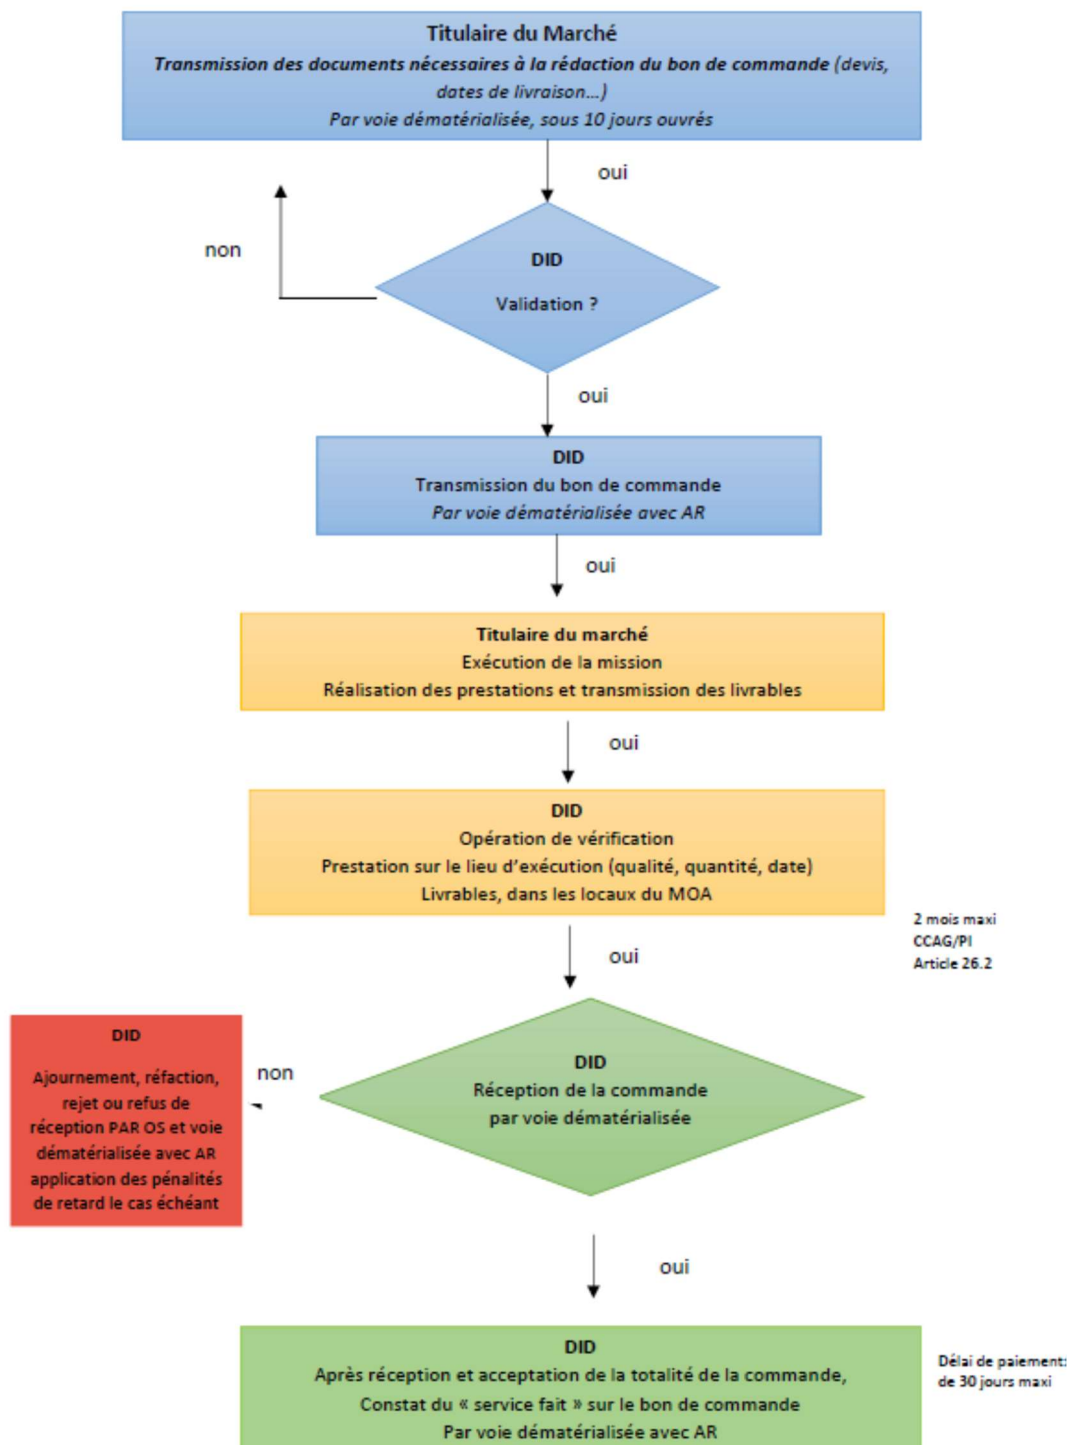 Titulaire du Marché
Transmission des documents nécessaires à la rédaction du bon de commande (devis,
dates de livraison...)
Par voie dématérialisée, sous 10 jours ouvrés
oui
non
DID
Validation ?
oui
DID
Transmission du bon de commande
Par voie dématérialisée avec AR
oui
Titulaire du marché
Exécution de la mission
Réalisation des prestations et transmission des livrables
oui
DID
Opération de vérification
Prestation sur le lieu d'exécution (qualité, quantité, date)
Livrables, dans les locaux du MOA
2 mois maxi
CCAG/PI
Article 26.2
oui
DID
Ajournement, réfaction,
rejet ou refus de
réception PAR OS et voie
dématérialisée avec AR
application des pénalités
de retard le cas échéant
non
DID
Réception de la commande
par voie dématérialisée
oui
DID
Après réception et acceptation de la totalité de la commande,
Constat du « service fait » sur le bon de commande
Par voie dématérialisée avec AR
Délai de paiement:
de 30 jours maxi